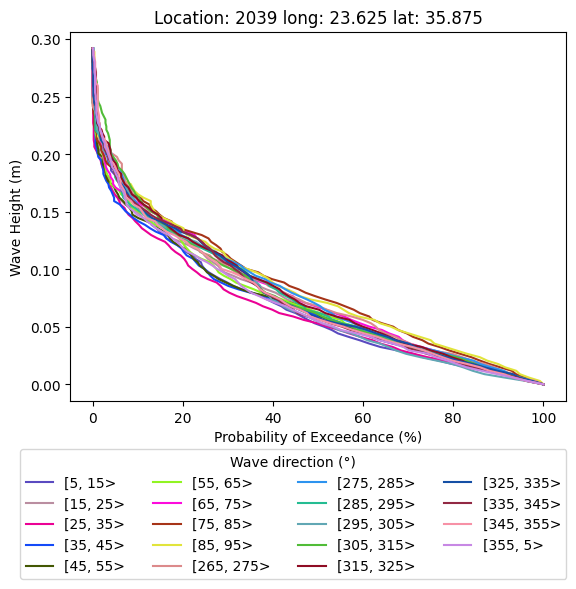 Location: 2039 long: 23.625 lat: 35.875
0.30
0.25
0.20
0.15
0.10
0.05
0.00
Wave Height (m)
0 20 40 60 80 100
Probability of Exceedance (%)
Wave direction (°)
[5, 15> [55, 65> [275, 285> [325, 335>
[15, 25> [65, 75> [285, 295> [335, 345>
[25, 35> [75, 85> [295, 305> [345, 355>
[35, 45> [85, 95> [305, 315> [355, 5>
[45, 55> [265, 275> [315, 325>